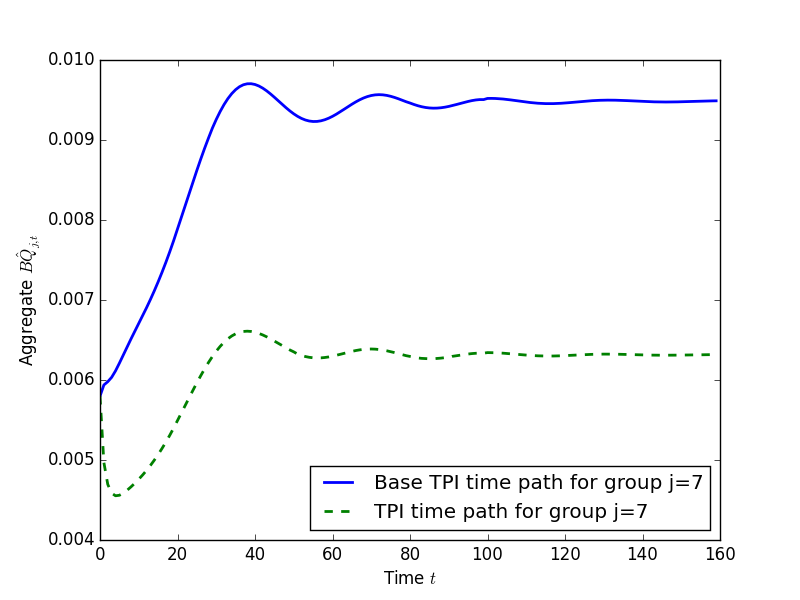 0.010
0.009
0.008
0.007
0.006
0.005
0.004
0 20 40 60 80 100 120 140 160
Aggregate $\hat{BQ}_{j,t}$
Time $t$
Base TPI time path for group j=7
TPI time path for group j=7